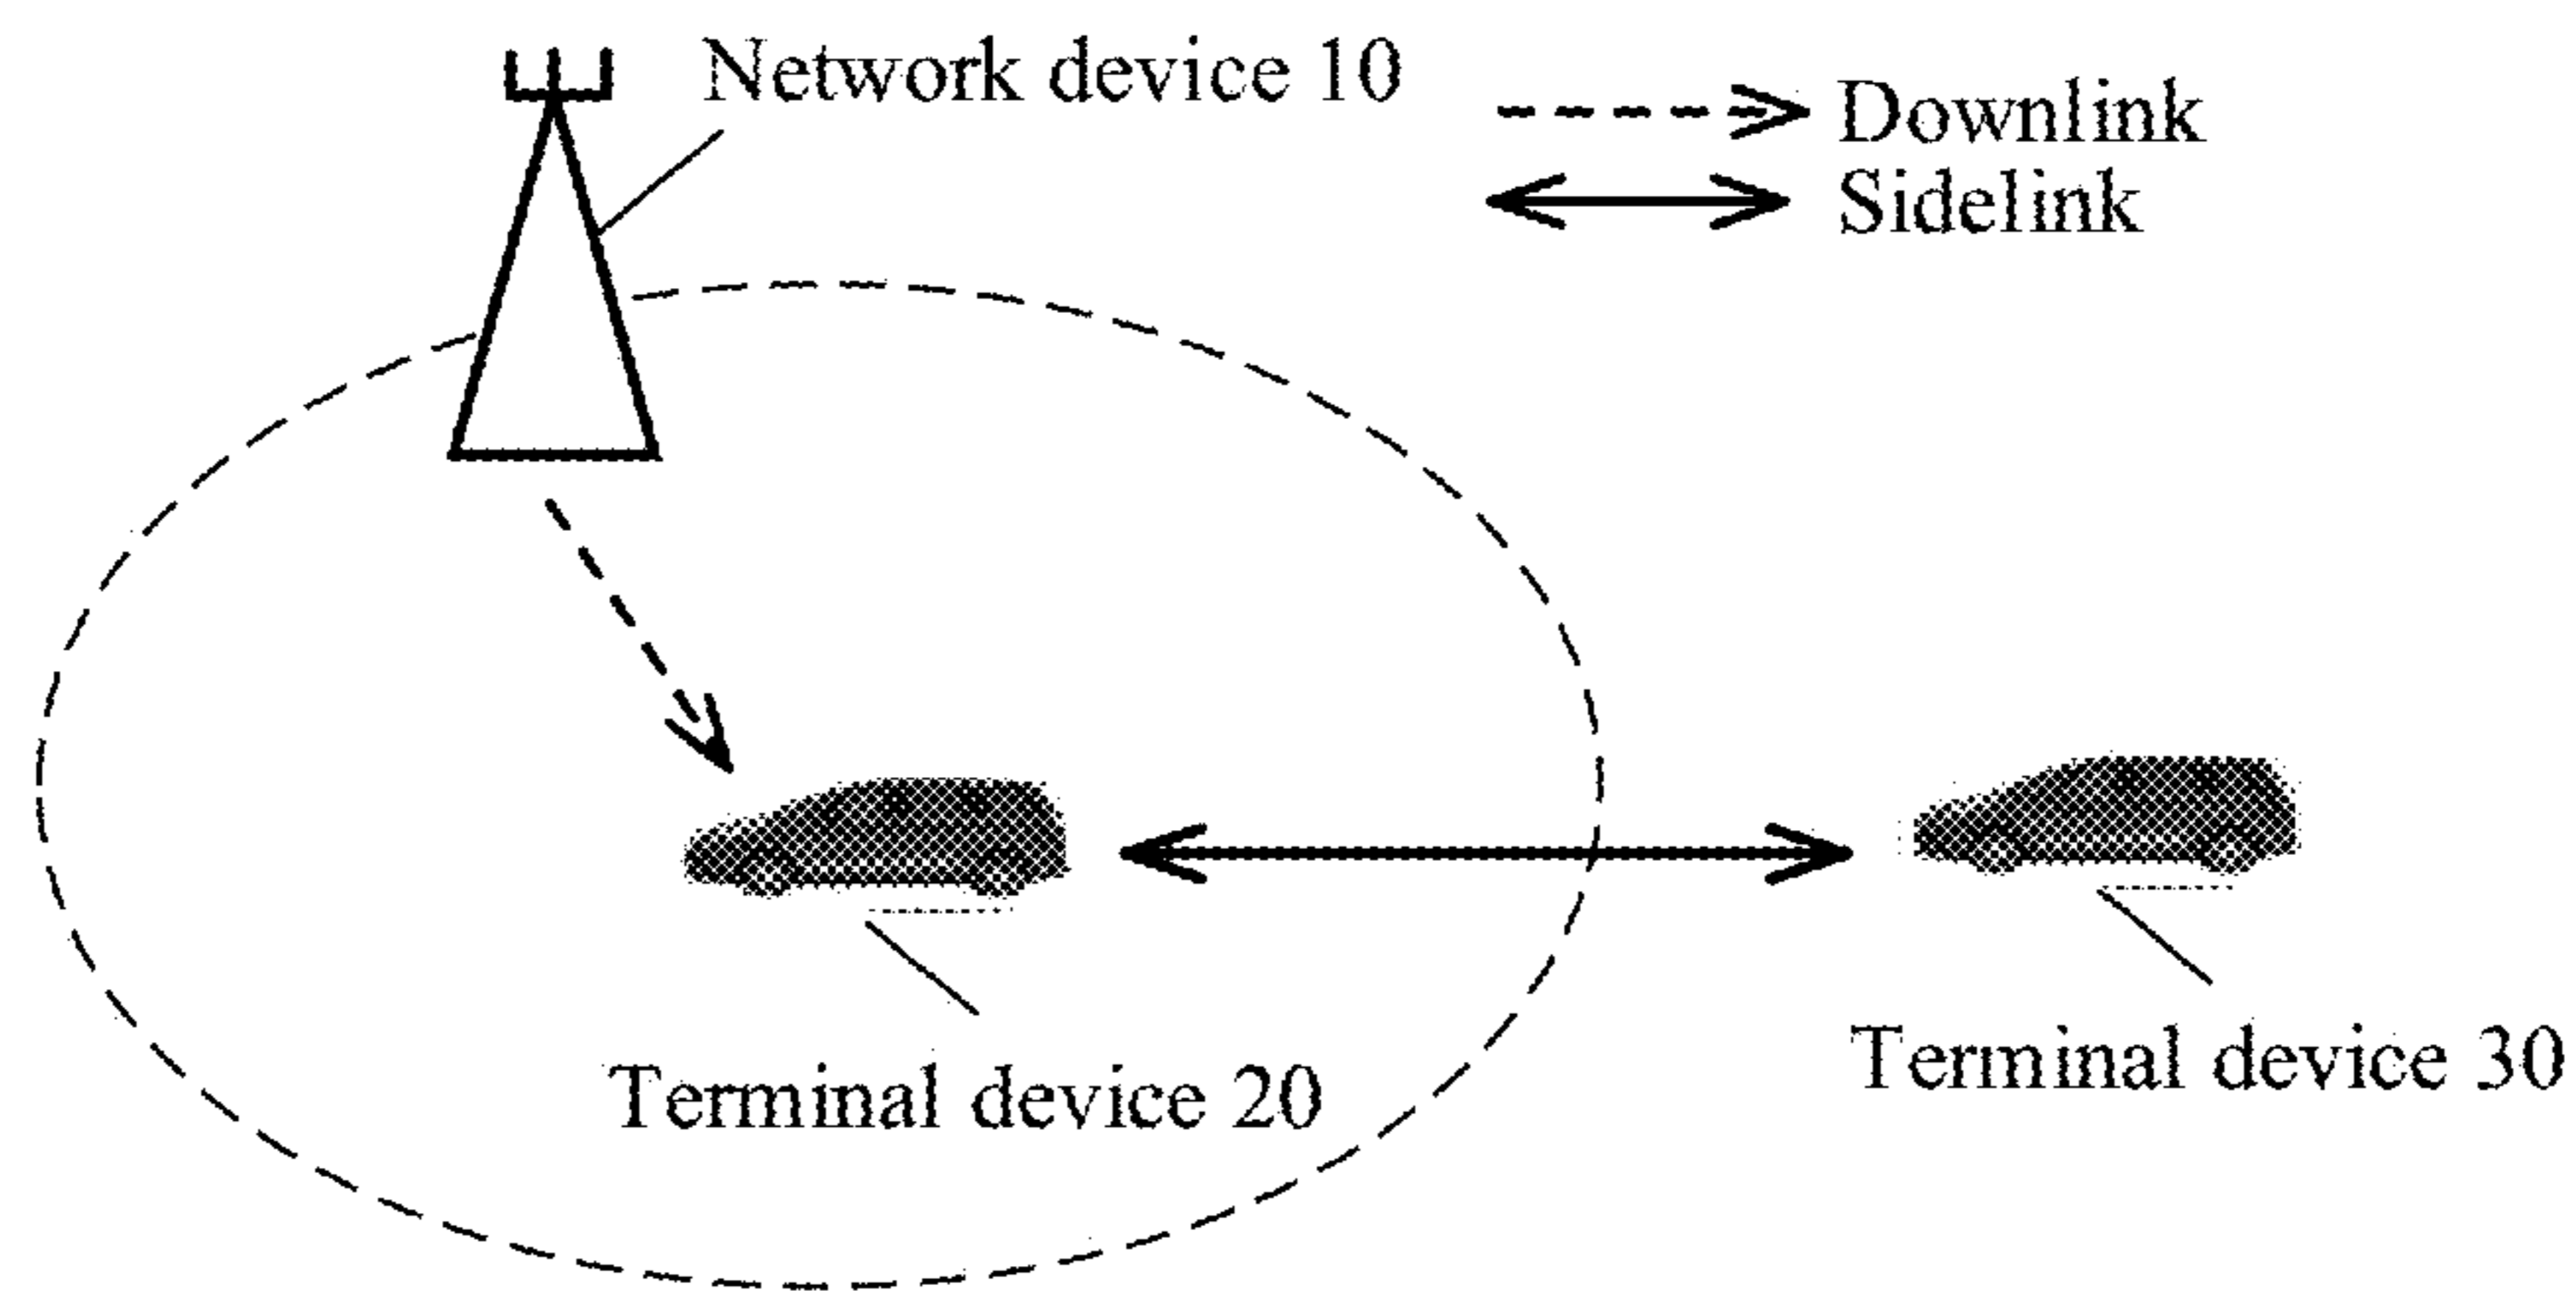 Network device 10
Downlink
Sidelink
Terminal device 20
Terminal device 30